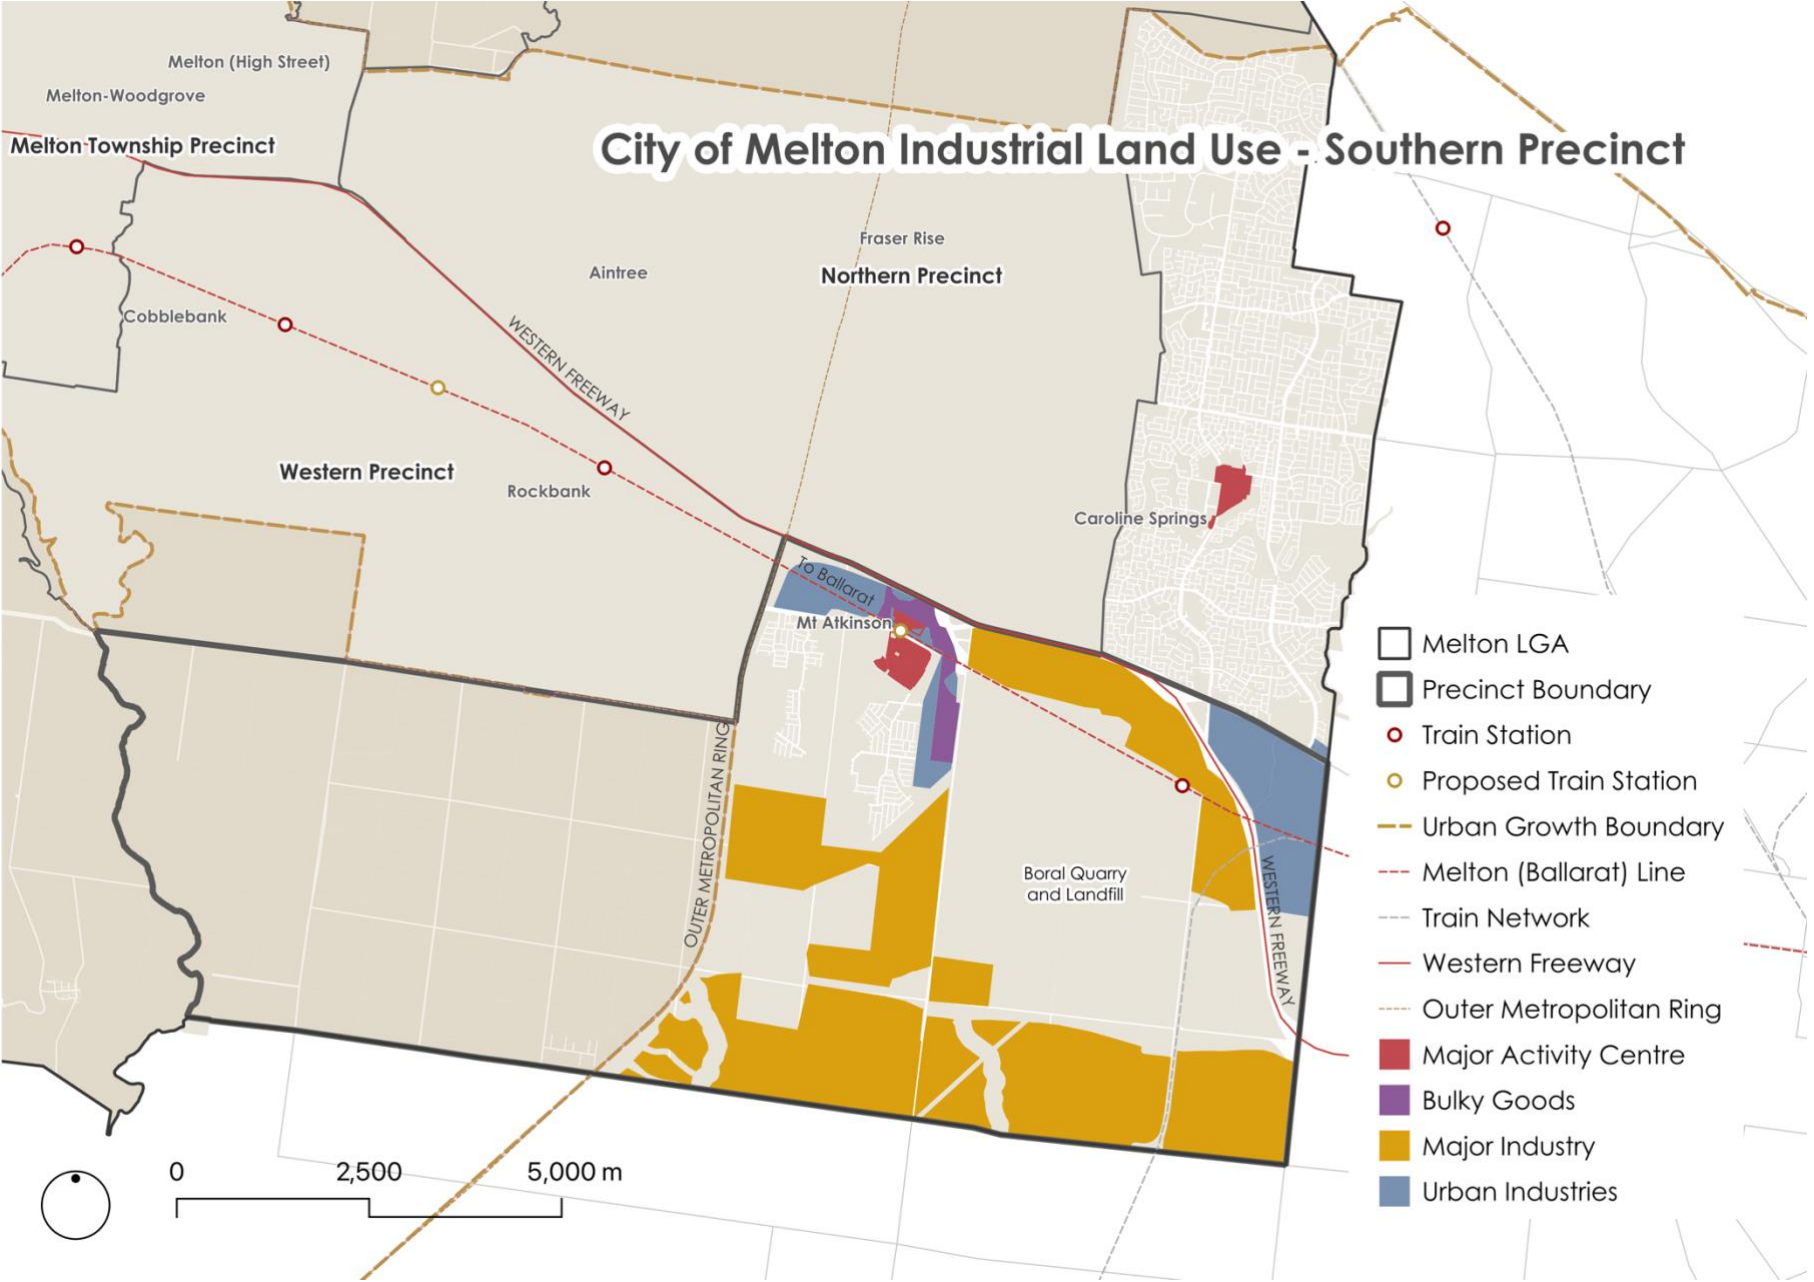 Melton (High Street)
Melton-Woodgrove
Melton Township Precinct
City of Melton Industrial Land Use - Southern Precinct
Fraser Rise
Aintree
Northern Precinct
Cobblebank
WESTERN FREEWAY
Western Precinct
Rockbank
Caroline Springs
To Ballarat
Mt Atkinson
OUTER METROPOLITAN RING
Boral Quarry
and Landfill
WESTERN FREEWAY
Melton LGA
Precinct Boundary
Train Station
Proposed Train Station
Urban Growth Boundary
Melton (Ballarat) Line
Train Network
Western Freeway
Outer Metropolitan Ring
Major Activity Centre
Bulky Goods
Major Industry
Urban Industries
0 2,500 5,000 m